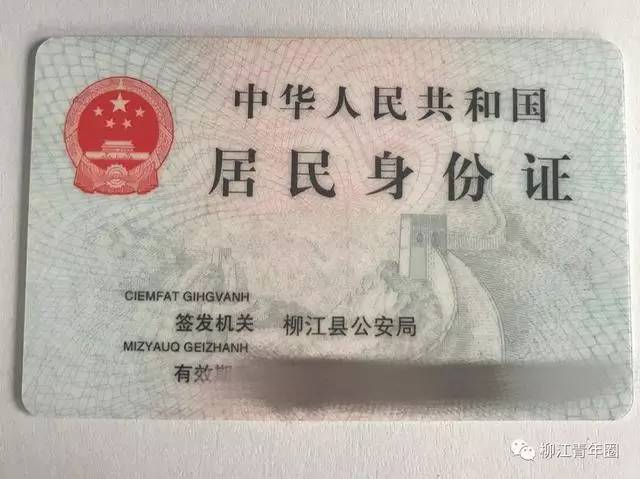 中华人民共和国
居民身份证
CIEMFAT GIHGVANH
签发机关 柳江县公安局
MIZYAUQ GEIZHANH
有效期
柳江青年圈